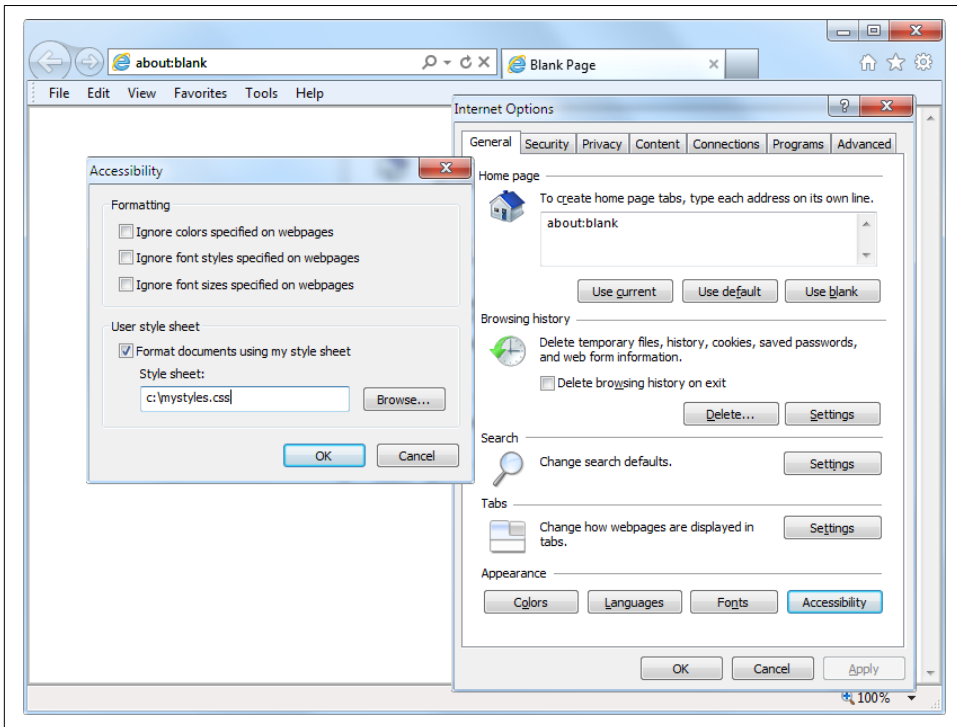 about:blank
Blank Page
File Edit View Favorites Tools Help
Internet Options
General Security Privacy Content Connections Programs Advanced
Home page
To create home page tabs, type each address on its own line.
about:blank
Use current Use default Use blank
Browsing history
Delete temporary files, history, cookies, saved passwords,
and web form information.
Delete browsing history on exit
Delete... Settings
Search
Change search defaults.
Settings
Tabs
Change how webpages are displayed in
tabs.
Settings
Appearance
Colors Languages Fonts Accessibility
OK Cancel Apply
Accessibility
Formatting
Ignore colors specified on webpages
Ignore font styles specified on webpages
Ignore font sizes specified on webpages
User style sheet
Format documents using my style sheet
Style sheet:
c:\mystyles.css
Browse...
OK Cancel
100%